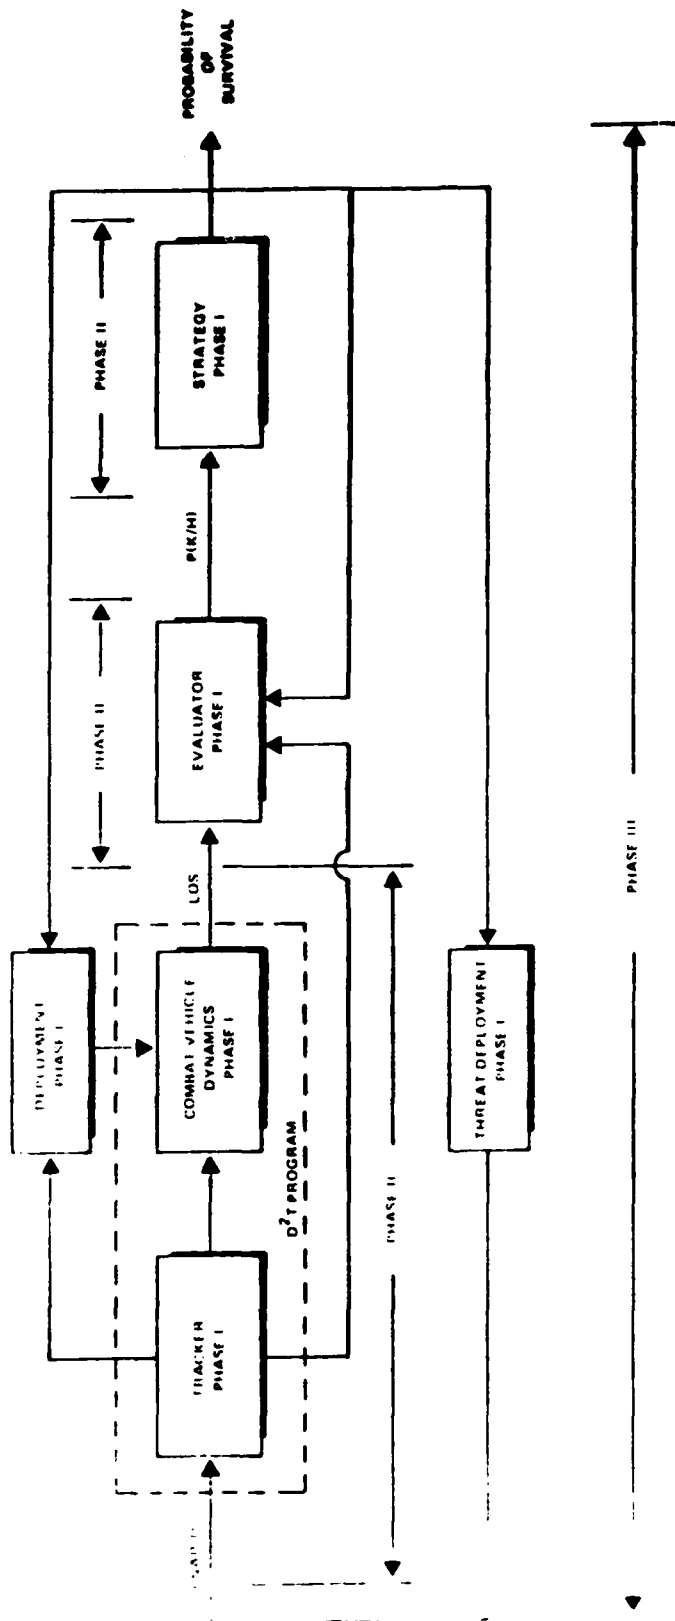 DEPLOYMENT
PHASE I
TRACKER
PHASE I
COMBAT VEHICLE
DYNAMICS
PHASE I
D²T PROGRAM
LOS
EVALUATOR
PHASE I
P(K/H)
STRATEGY
PHASE I
PROBABILITY
OF
SURVIVAL
PHASE II
PHASE II
PHASE II
THREAT DEPLOYMENT
PHASE I
PHASE III